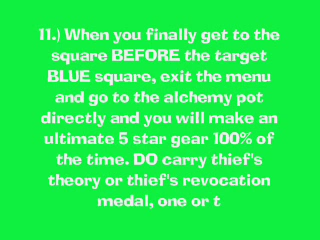 11.) When you finally get to the
square BEFORE the target
BLUE square, exit the menu
and go to the alchemy pot
directly and you will make an
ultimate 5 star gear 100% of
the time. DO carry thief's
theory or thief's revocation
medal, one or t